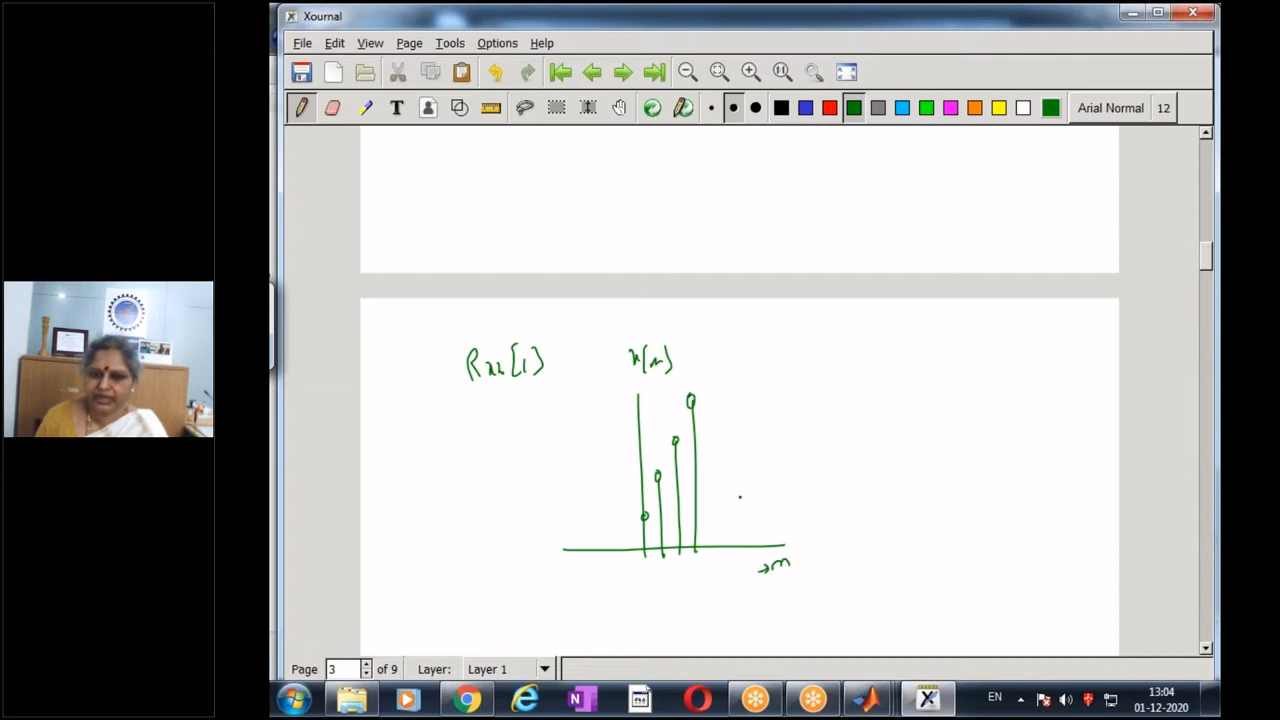 Xournal
File Edit View Page Tools Options Help
T Arial Normal 12
Rxx[1] x[m]
→m
Page 3 of 9 Layer: Layer 1
EN 13:04
01-12-2020